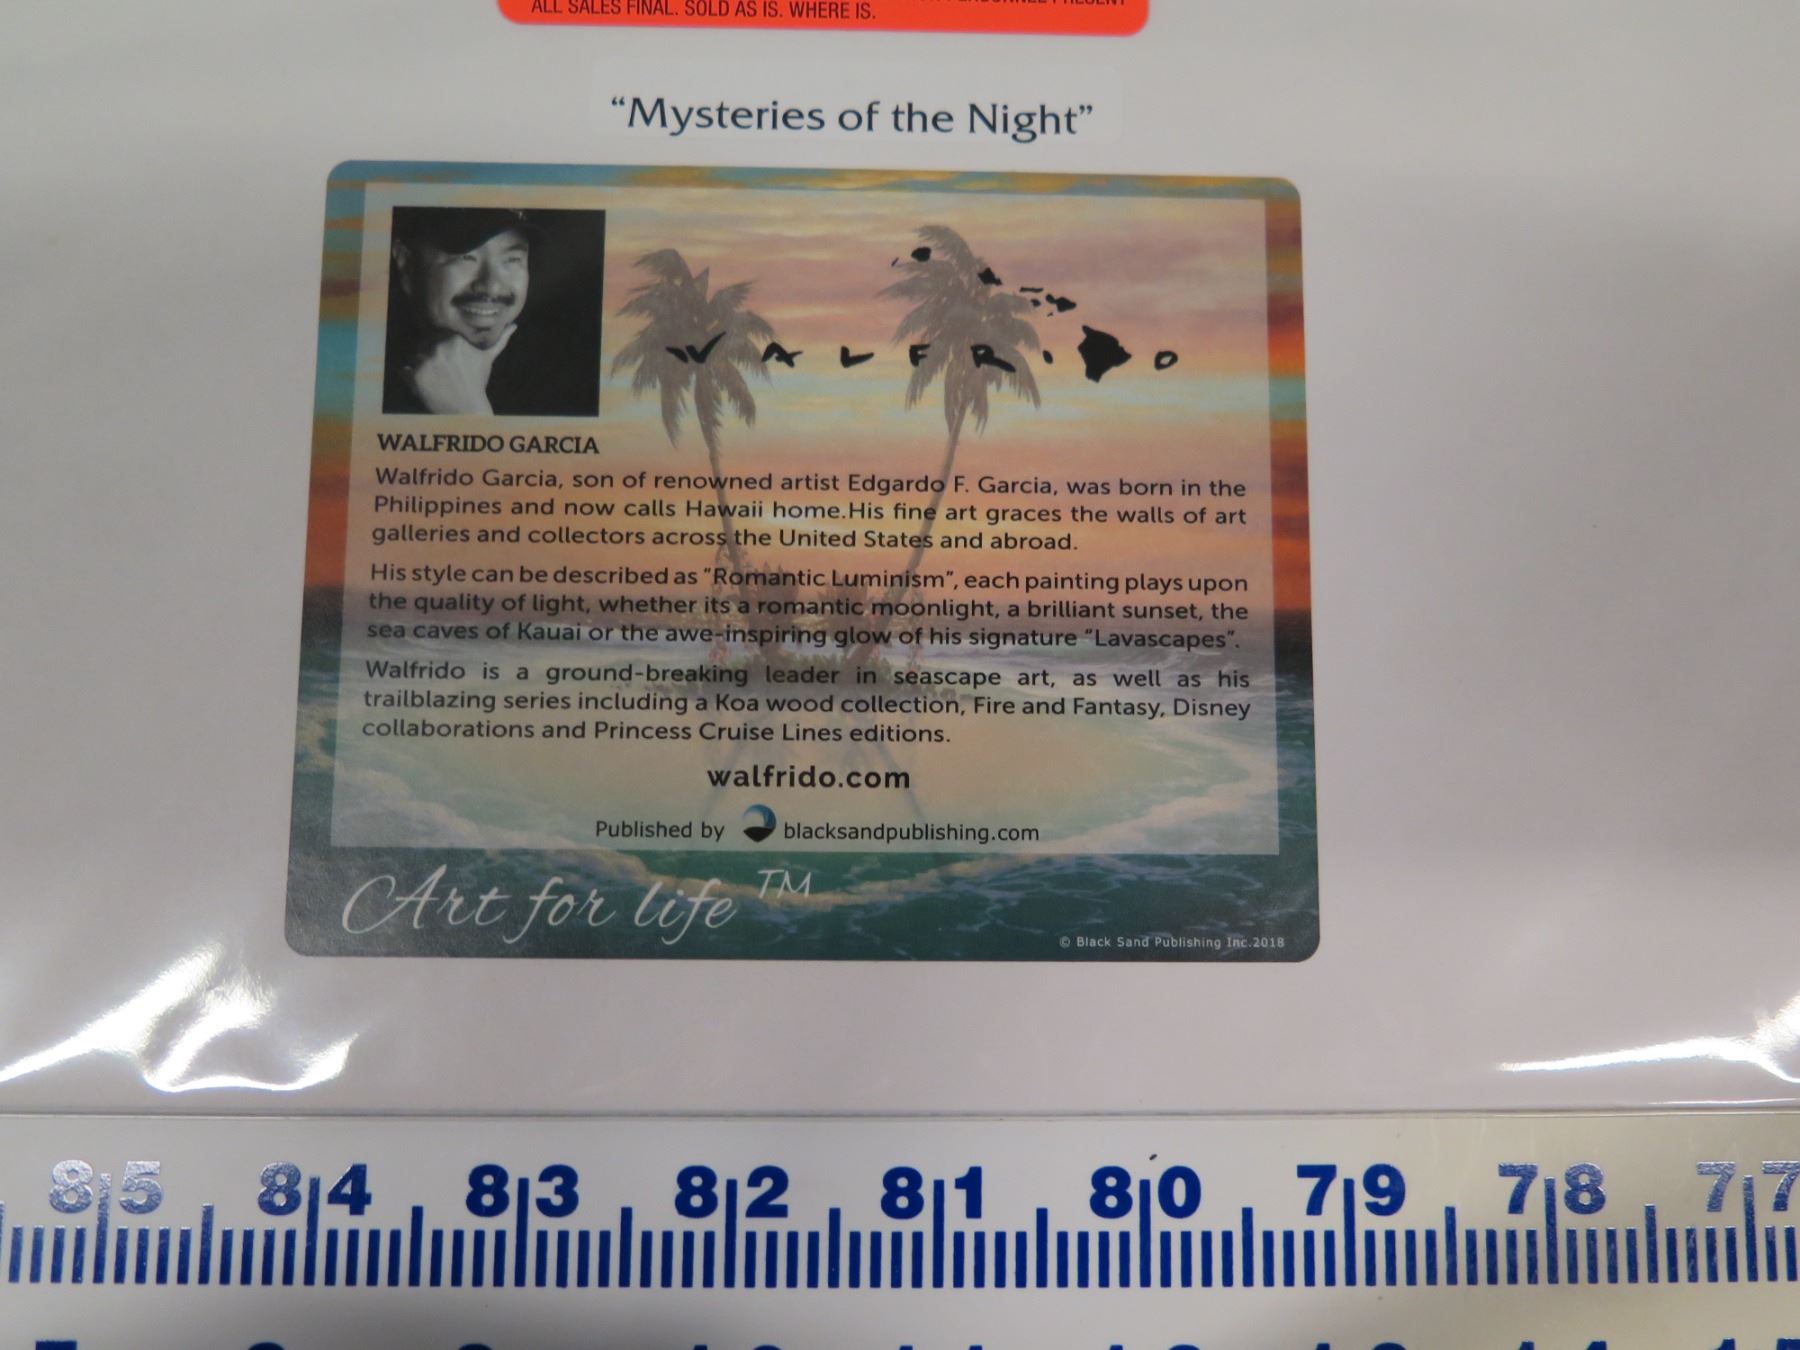 ALL SALES FINAL. SOLD AS IS. WHERE IS.
“Mysteries of the Night”
WALFRIDO
WALFRIDO GARCIA
Walfrido Garcia, son of renowned artist Edgardo F. Garcia, was born in the
Philippines and now calls Hawaii home.His fine art graces the walls of art
galleries and collectors across the United States and abroad.
His style can be described as “Romantic Luminism”, each painting plays upon
the quality of light, whether its a romantic moonlight, a brilliant sunset, the
sea caves of Kauai or the awe-inspiring glow of his signature “Lavascapes”.
Walfrido is a ground-breaking leader in seascape art, as well as his
trailblazing series including a Koa wood collection, Fire and Fantasy, Disney
collaborations and Princess Cruise Lines editions.
walfrido.com
Published by blacksandpublishing.com
Art for life TM
© Black Sand Publishing Inc.2018
85 84 83 82 81 80 79 78 77